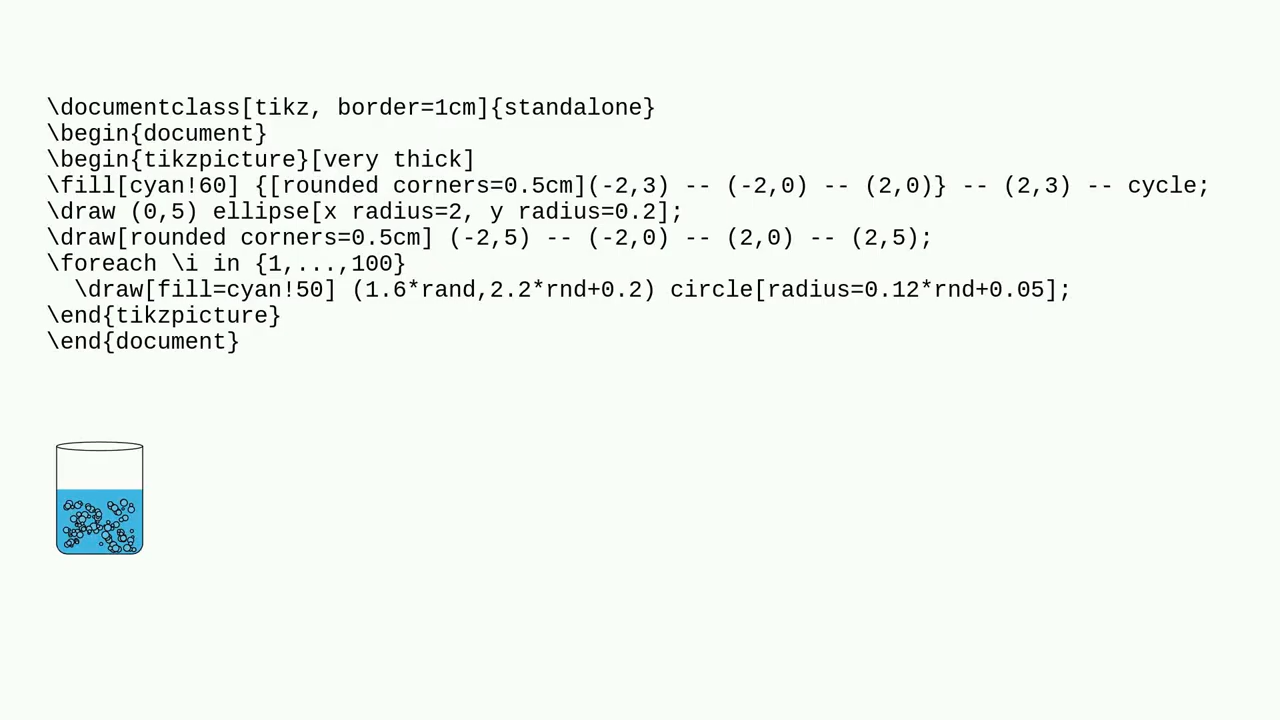 \documentclass[tikz, border=1cm]{standalone}
\begin{document}
\begin{tikzpicture}[very thick]
\fill[cyan!60] {[rounded corners=0.5cm](-2,3) -- (-2,0) -- (2,0)} -- (2,3) -- cycle;
\draw (0,5) ellipse[x radius=2, y radius=0.2];
\draw[rounded corners=0.5cm] (-2,5) -- (-2,0) -- (2,0) -- (2,5);
\foreach \i in {1,...,100}
  \draw[fill=cyan!50] (1.6*rand,2.2*rnd+0.2) circle[radius=0.12*rnd+0.05];
\end{tikzpicture}
\end{document}